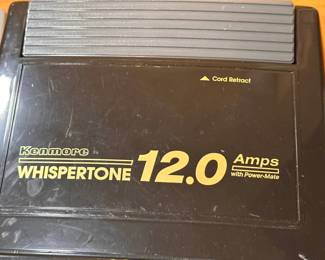 ▲ Cord Retract
Kenmore
WHISPERTONE 12.0 Amps
with Power-Mate